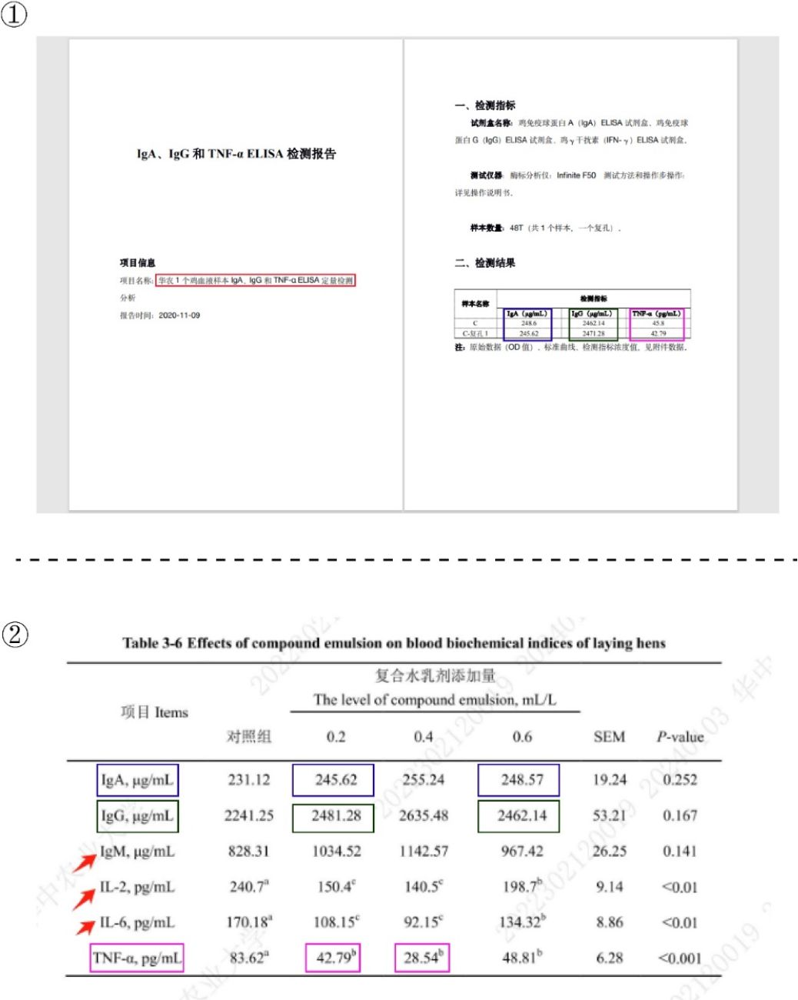 ①
IgA、IgG 和 TNF-α ELISA 检测报告
项目信息
项目名称：华农 1 个鸡血液样本 IgA、IgG 和 TNF-α ELISA 定量检测
分析
报告时间：2020-11-09
一、检测指标
试剂盒名称：鸡免疫球蛋白 A（IgA）ELISA 试剂盒、鸡免疫球
蛋白 G（IgG）ELISA 试剂盒、鸡 γ 干扰素（IFN- γ）ELISA 试剂盒。
测试仪器：酶标分析仪：Infinite F50 测试方法和操作步操作：
详见操作说明书。
样本数量：48T（共 1 个样本，一个复孔）。
二、检测结果
样本名称 检测指标
IgA（μg/mL） IgG（μg/mL） TNF-α（pg/mL）
C 248.6 2462.14 45.8
C-复孔 1 245.62 2471.28 42.79
注：原始数据（OD 值）、标准曲线、检测指标浓度值，见附件数据。
②
Table 3-6 Effects of compound emulsion on blood biochemical indices of laying hens
复合水乳剂添加量
The level of compound emulsion, mL/L
项目 Items
对照组 0.2 0.4 0.6 SEM P-value
IgA, μg/mL 231.12 245.62 255.24 248.57 19.24 0.252
IgG, μg/mL 2241.25 2481.28 2635.48 2462.14 53.21 0.167
IgM, μg/mL 828.31 1034.52 1142.57 967.42 26.25 0.141
IL-2, pg/mL 240.7a 150.4c 140.5c 198.7b 9.14 <0.01
IL-6, pg/mL 170.18a 108.15c 92.15c 134.32b 8.86 <0.01
TNF-α, pg/mL 83.62a 42.79b 28.54b 48.81b 6.28 <0.001